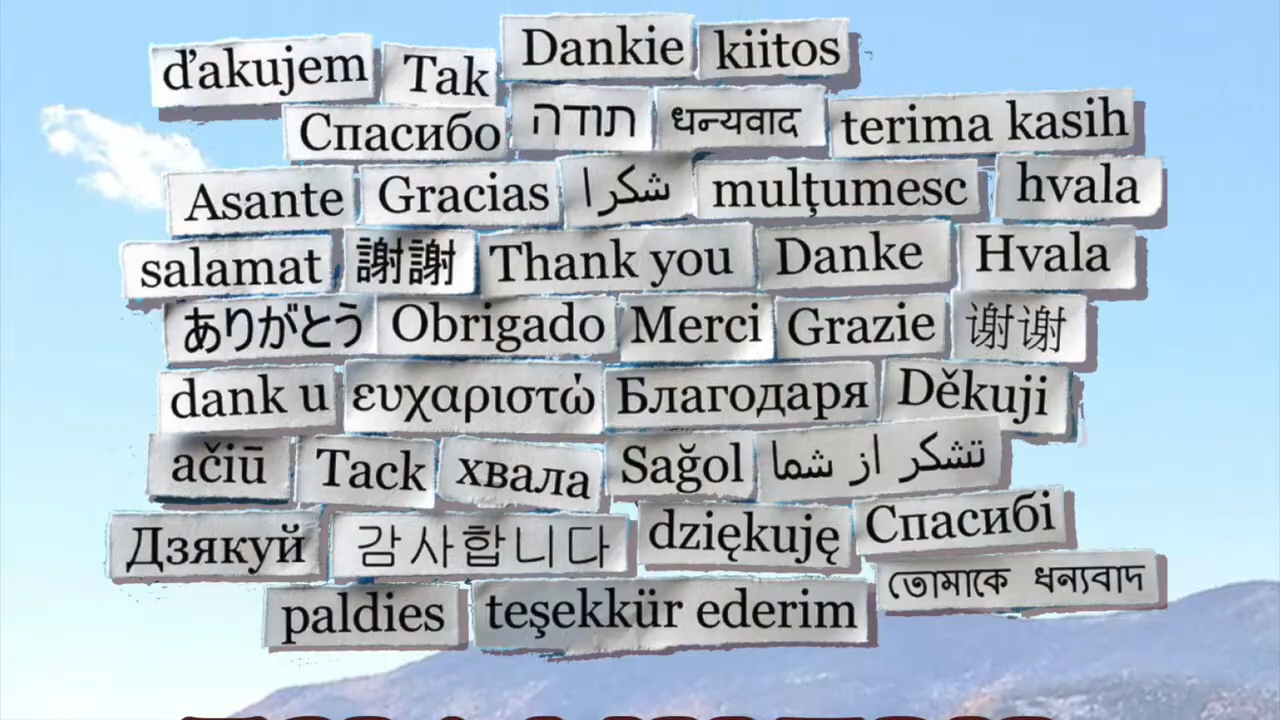 ďakujem Tak Dankie kiitos
Спасибо תודה धन्यवाद terima kasih
Asante Gracias شكرا mulţumesc hvala
salamat 謝謝 Thank you Danke Hvala
ありがとう Obrigado Merci Grazie 谢谢
dank u ευχαριστώ Благодаря Děkuji
ačiū Tack хвала Sağol تشکر از شما
Дзякуй 감사합니다 dziękuję Спасибі
paldies teşekkür ederim তোমাকে ধন্যবাদ